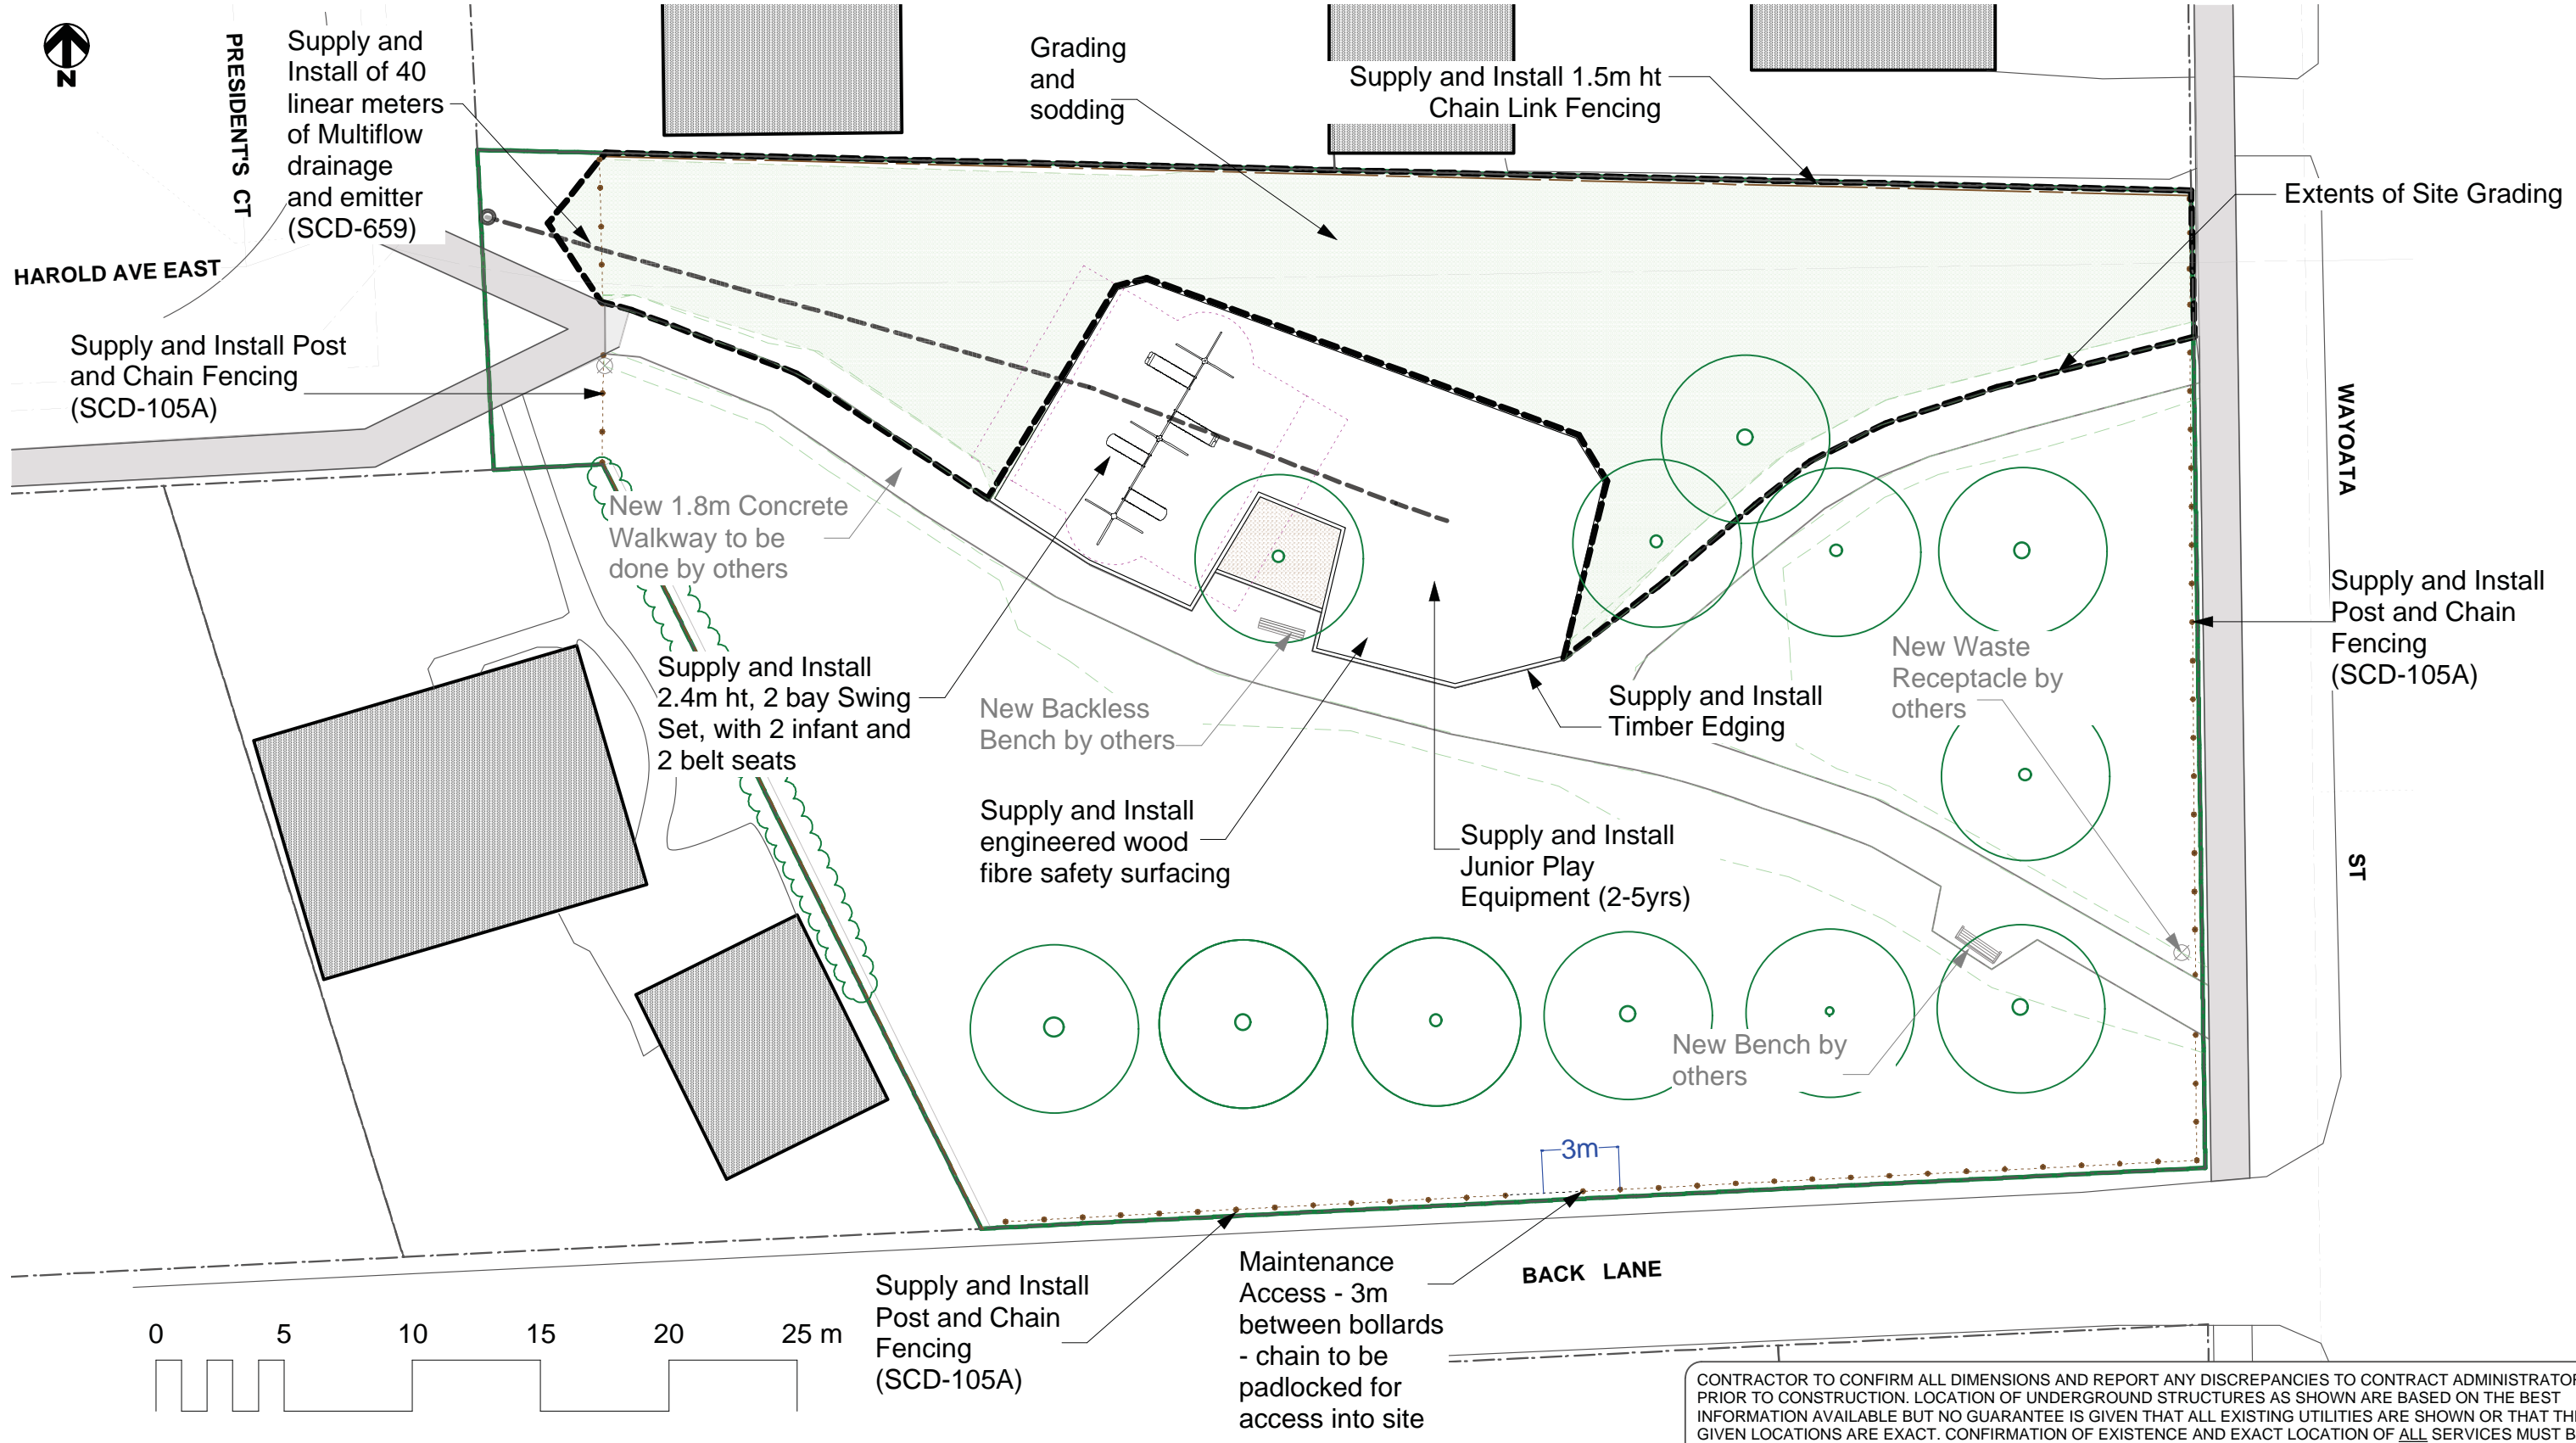 N
PRESIDENT'S CT
Supply and
Install of 40
linear meters
of Multiflow
drainage
and emitter
(SCD-659)
Grading
and
sodding
Supply and Install 1.5m ht
Chain Link Fencing
Extents of Site Grading
HAROLD AVE EAST
Supply and Install Post
and Chain Fencing
(SCD-105A)
WAYOATA
ST
New 1.8m Concrete
Walkway to be
done by others
Supply and Install
Post and Chain
Fencing
(SCD-105A)
Supply and Install
2.4m ht, 2 bay Swing
Set, with 2 infant and
2 belt seats
New Backless
Bench by others
Supply and Install
Timber Edging
New Waste
Receptacle by
others
Supply and Install
engineered wood
fibre safety surfacing
Supply and Install
Junior Play
Equipment (2-5yrs)
New Bench by
others
3m
Supply and Install
Post and Chain
Fencing
(SCD-105A)
Maintenance
Access - 3m
between bollards
- chain to be
padlocked for
access into site
BACK LANE
0 5 10 15 20 25 m
CONTRACTOR TO CONFIRM ALL DIMENSIONS AND REPORT ANY DISCREPANCIES TO CONTRACT ADMINISTRATOR
PRIOR TO CONSTRUCTION. LOCATION OF UNDERGROUND STRUCTURES AS SHOWN ARE BASED ON THE BEST
INFORMATION AVAILABLE BUT NO GUARANTEE IS GIVEN THAT ALL EXISTING UTILITIES ARE SHOWN OR THAT THE
GIVEN LOCATIONS ARE EXACT. CONFIRMATION OF EXISTENCE AND EXACT LOCATION OF ALL SERVICES MUST B